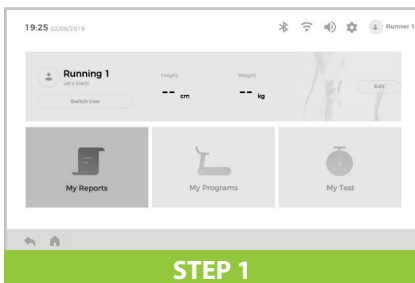 19:25 02/08/2019
Runner 1
Running 1
Let's Start!
Switch User
Height
-- cm
Weight
-- kg
Edit
My Reports
My Programs
My Test
STEP 1